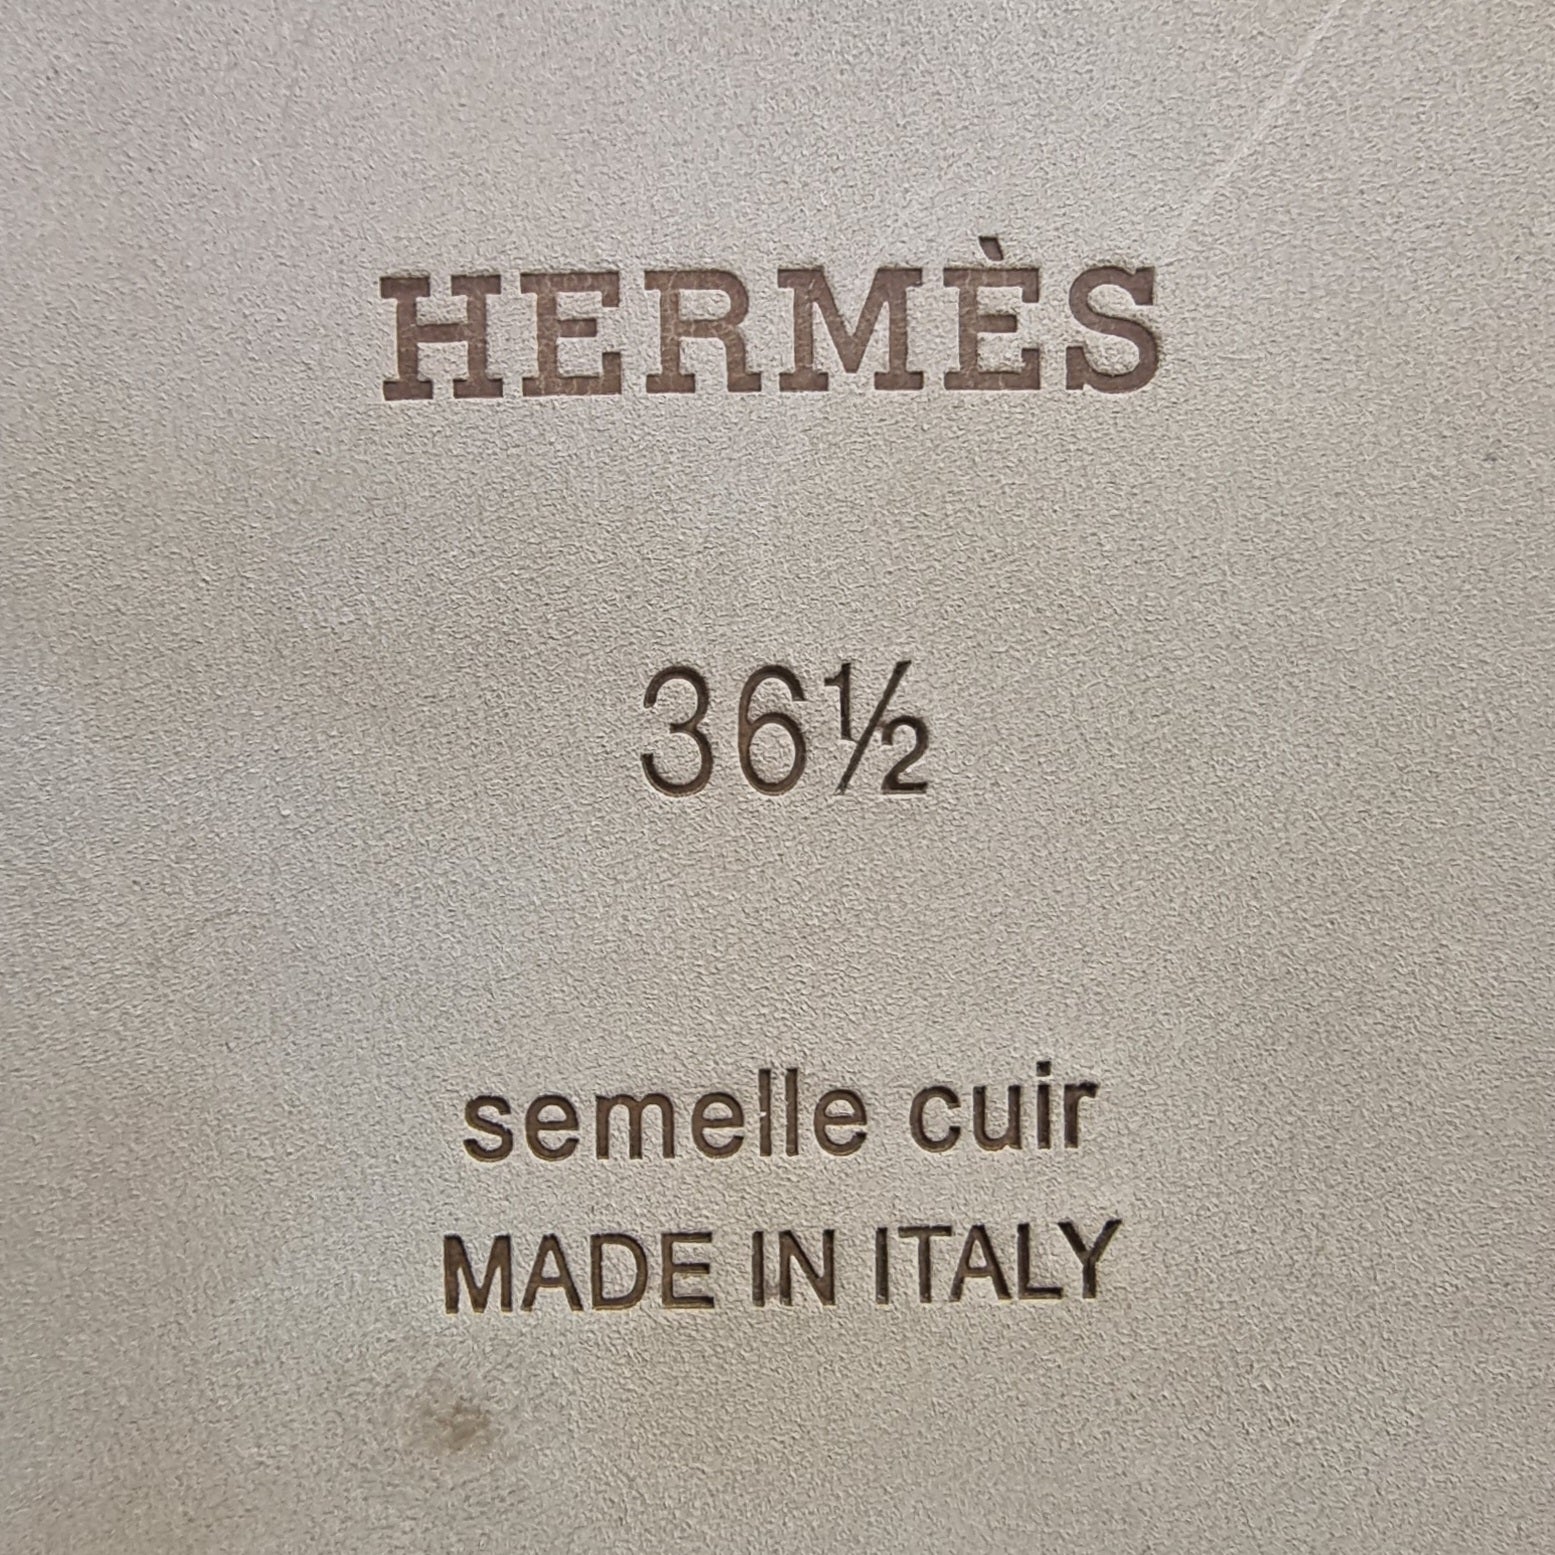 HERMÈS
36½
semelle cuir
MADE IN ITALY